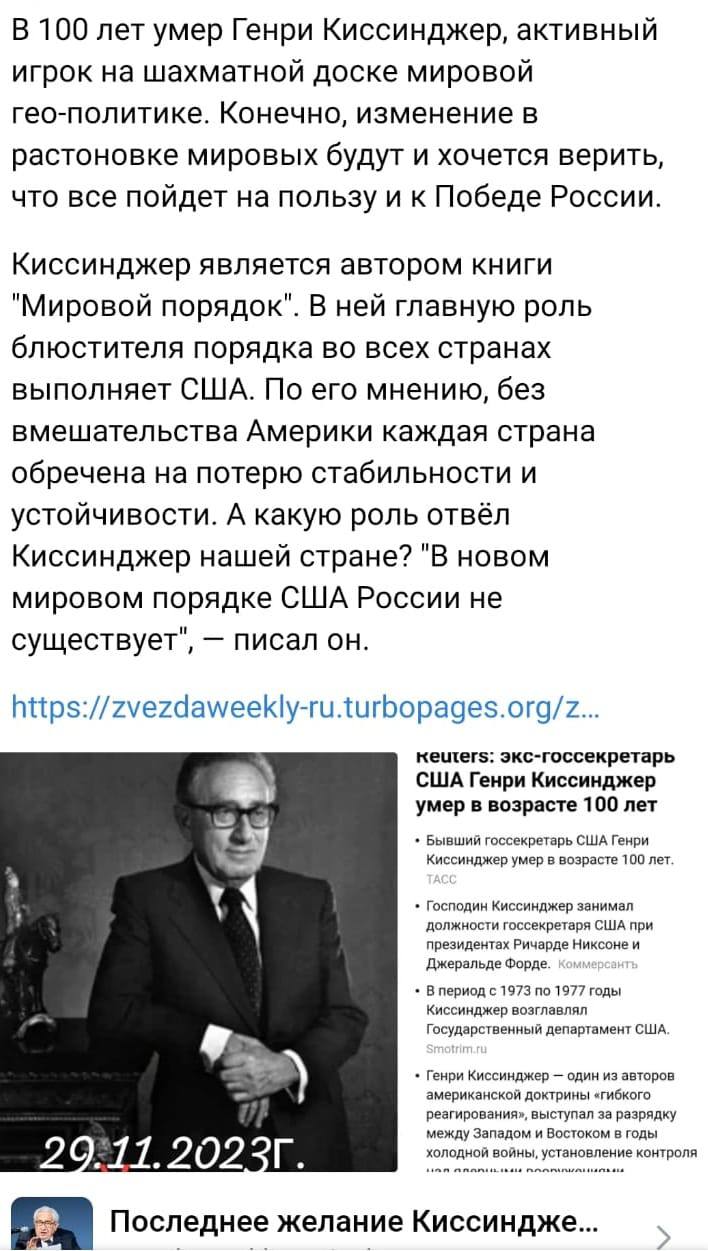 В 100 лет умер Генри Киссинджер, активный
игрок на шахматной доске мировой
гео-политике. Конечно, изменение в
растоновке мировых будут и хочется верить,
что все пойдет на пользу и к Победе России.
Киссинджер является автором книги
"Мировой порядок". В ней главную роль
блюстителя порядка во всех странах
выполняет США. По его мнению, без
вмешательства Америки каждая страна
обречена на потерю стабильности и
устойчивости. А какую роль отвёл
Киссинджер нашей стране? "В новом
мировом порядке США России не
существует", — писал он.
https://zvezdaweekly-ru.turbopages.org/z...
Reuters: экс-госсекретарь
США Генри Киссинджер
умер в возрасте 100 лет
• Бывший госсекретарь США Генри
Киссинджер умер в возрасте 100 лет.
ТАСС
• Господин Киссинджер занимал
должности госсекретаря США при
президентах Ричарде Никсоне и
Джеральде Форде. Коммерсантъ
• В период с 1973 по 1977 годы
Киссинджер возглавлял
Государственный департамент США.
Smotrim.ru
• Генри Киссинджер — один из авторов
американской доктрины «гибкого
реагирования», выступал за разрядку
между Западом и Востоком в годы
холодной войны, установление контроля
29.11.2023г.
Последнее желание Киссиндже...